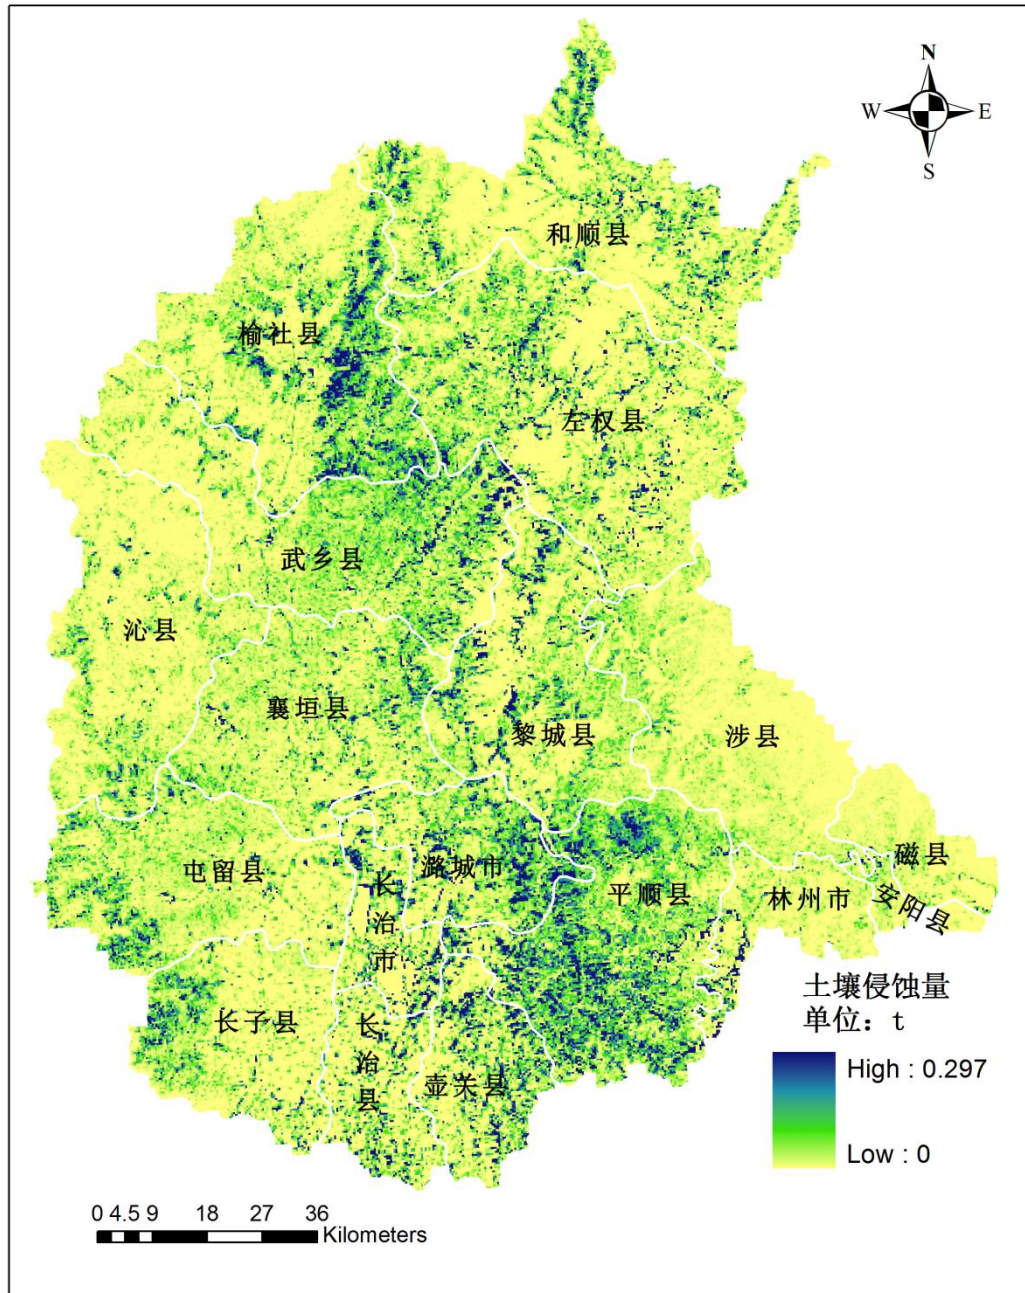 N
W
E
S
和顺县
榆社县
左权县
武乡县
沁县
襄垣县
黎城县
涉县
屯留县
长治市
潞城市
平顺县
林州市
磁县
安阳县
长子县
长治县
壶关县
土壤侵蚀量
单位：t
High : 0.297
Low : 0
0 4.5 9 18 27 36
Kilometers